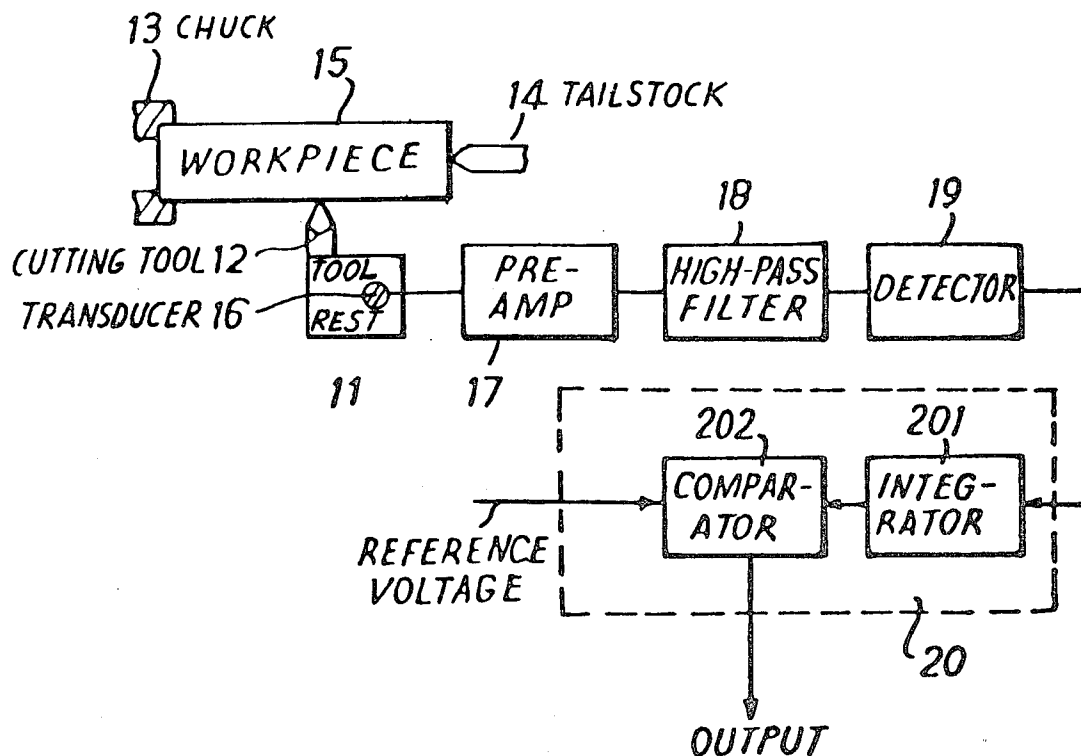 13 CHUCK
15
14 TAILSTOCK
WORKPIECE
18
19
CUTTING TOOL 12
TOOL
REST
TRANSDUCER 16
PRE-
AMP
HIGH-PASS
FILTER
DETECTOR
11
17
202
201
COMPAR-
ATOR
INTEG-
RATOR
REFERENCE
VOLTAGE
20
OUTPUT